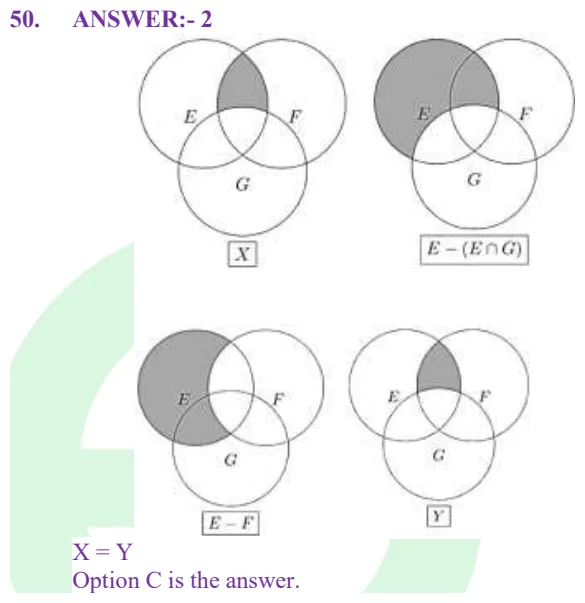 50. ANSWER:- 2
E F
G
X
E F
G
E − (E ∩ G)
E F
G
E − F
E F
G
Y
X = Y
Option C is the answer.